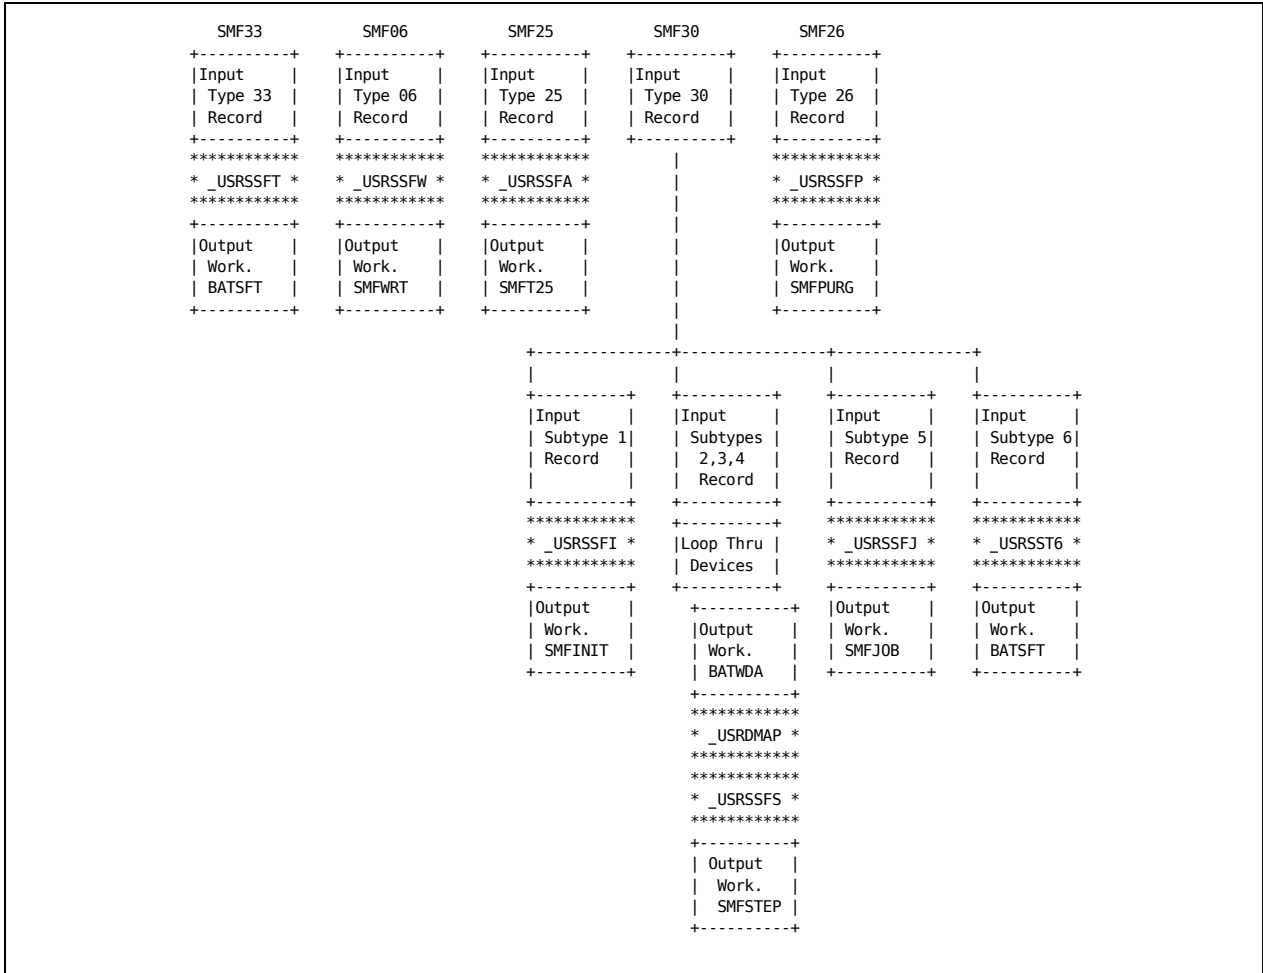 SMF33 SMF06 SMF25 SMF30 SMF26
+----------+ +----------+ +----------+ +----------+ +----------+
|Input | |Input | |Input | |Input | |Input |
| Type 33 | | Type 06 | | Type 25 | | Type 30 | | Type 26 |
| Record | | Record | | Record | | Record | | Record |
+----------+ +----------+ +----------+ +----------+ +----------+
************ ************ ************ | ************
* _USRSSFT * * _USRSSFW * * _USRSSFA * | * _USRSSFP *
************ ************ ************ | ************
+----------+ +----------+ +----------+ | +----------+
|Output | |Output | |Output | | |Output |
| Work. | | Work. | | Work. | | | Work. |
| BATSFT | | SMFWRT | | SMFT25 | | | SMFPURG |
+----------+ +----------+ +----------+ | +----------+
|
+---------------+----------------+---------------+
| | | |
+----------+ +----------+ +----------+ +----------+
|Input | |Input | |Input | |Input |
| Subtype 1| | Subtypes | | Subtype 5| | Subtype 6|
| Record | | 2,3,4 | | Record | | Record |
| | | Record | | | | |
+----------+ +----------+ +----------+ +----------+
************ +----------+ ************ ************
* _USRSSFI * |Loop Thru | * _USRSSFJ * * _USRSST6 *
************ | Devices | ************ ************
+----------+ +----------+ +----------+ +----------+
|Output | +----------+ |Output | |Output |
| Work. | |Output | | Work. | | Work. |
| SMFINIT | | Work. | | SMFJOB | | BATSFT |
+----------+ | BATWDA | +----------+ +----------+
+----------+
************
* _USRDMAP *
************
************
* _USRSSFS *
************
+----------+
| Output |
| Work. |
| SMFSTEP |
+----------+